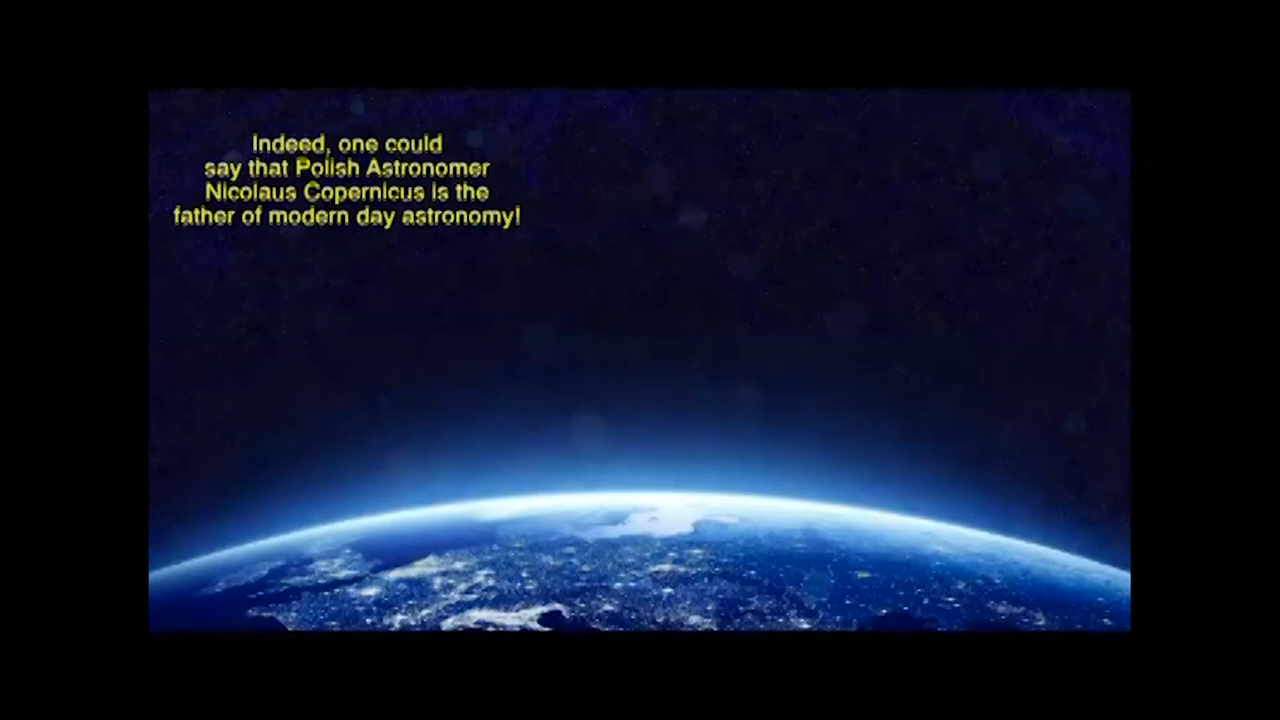 Indeed, one could
say that Polish Astronomer
Nicolaus Copernicus is the
father of modern day astronomy!